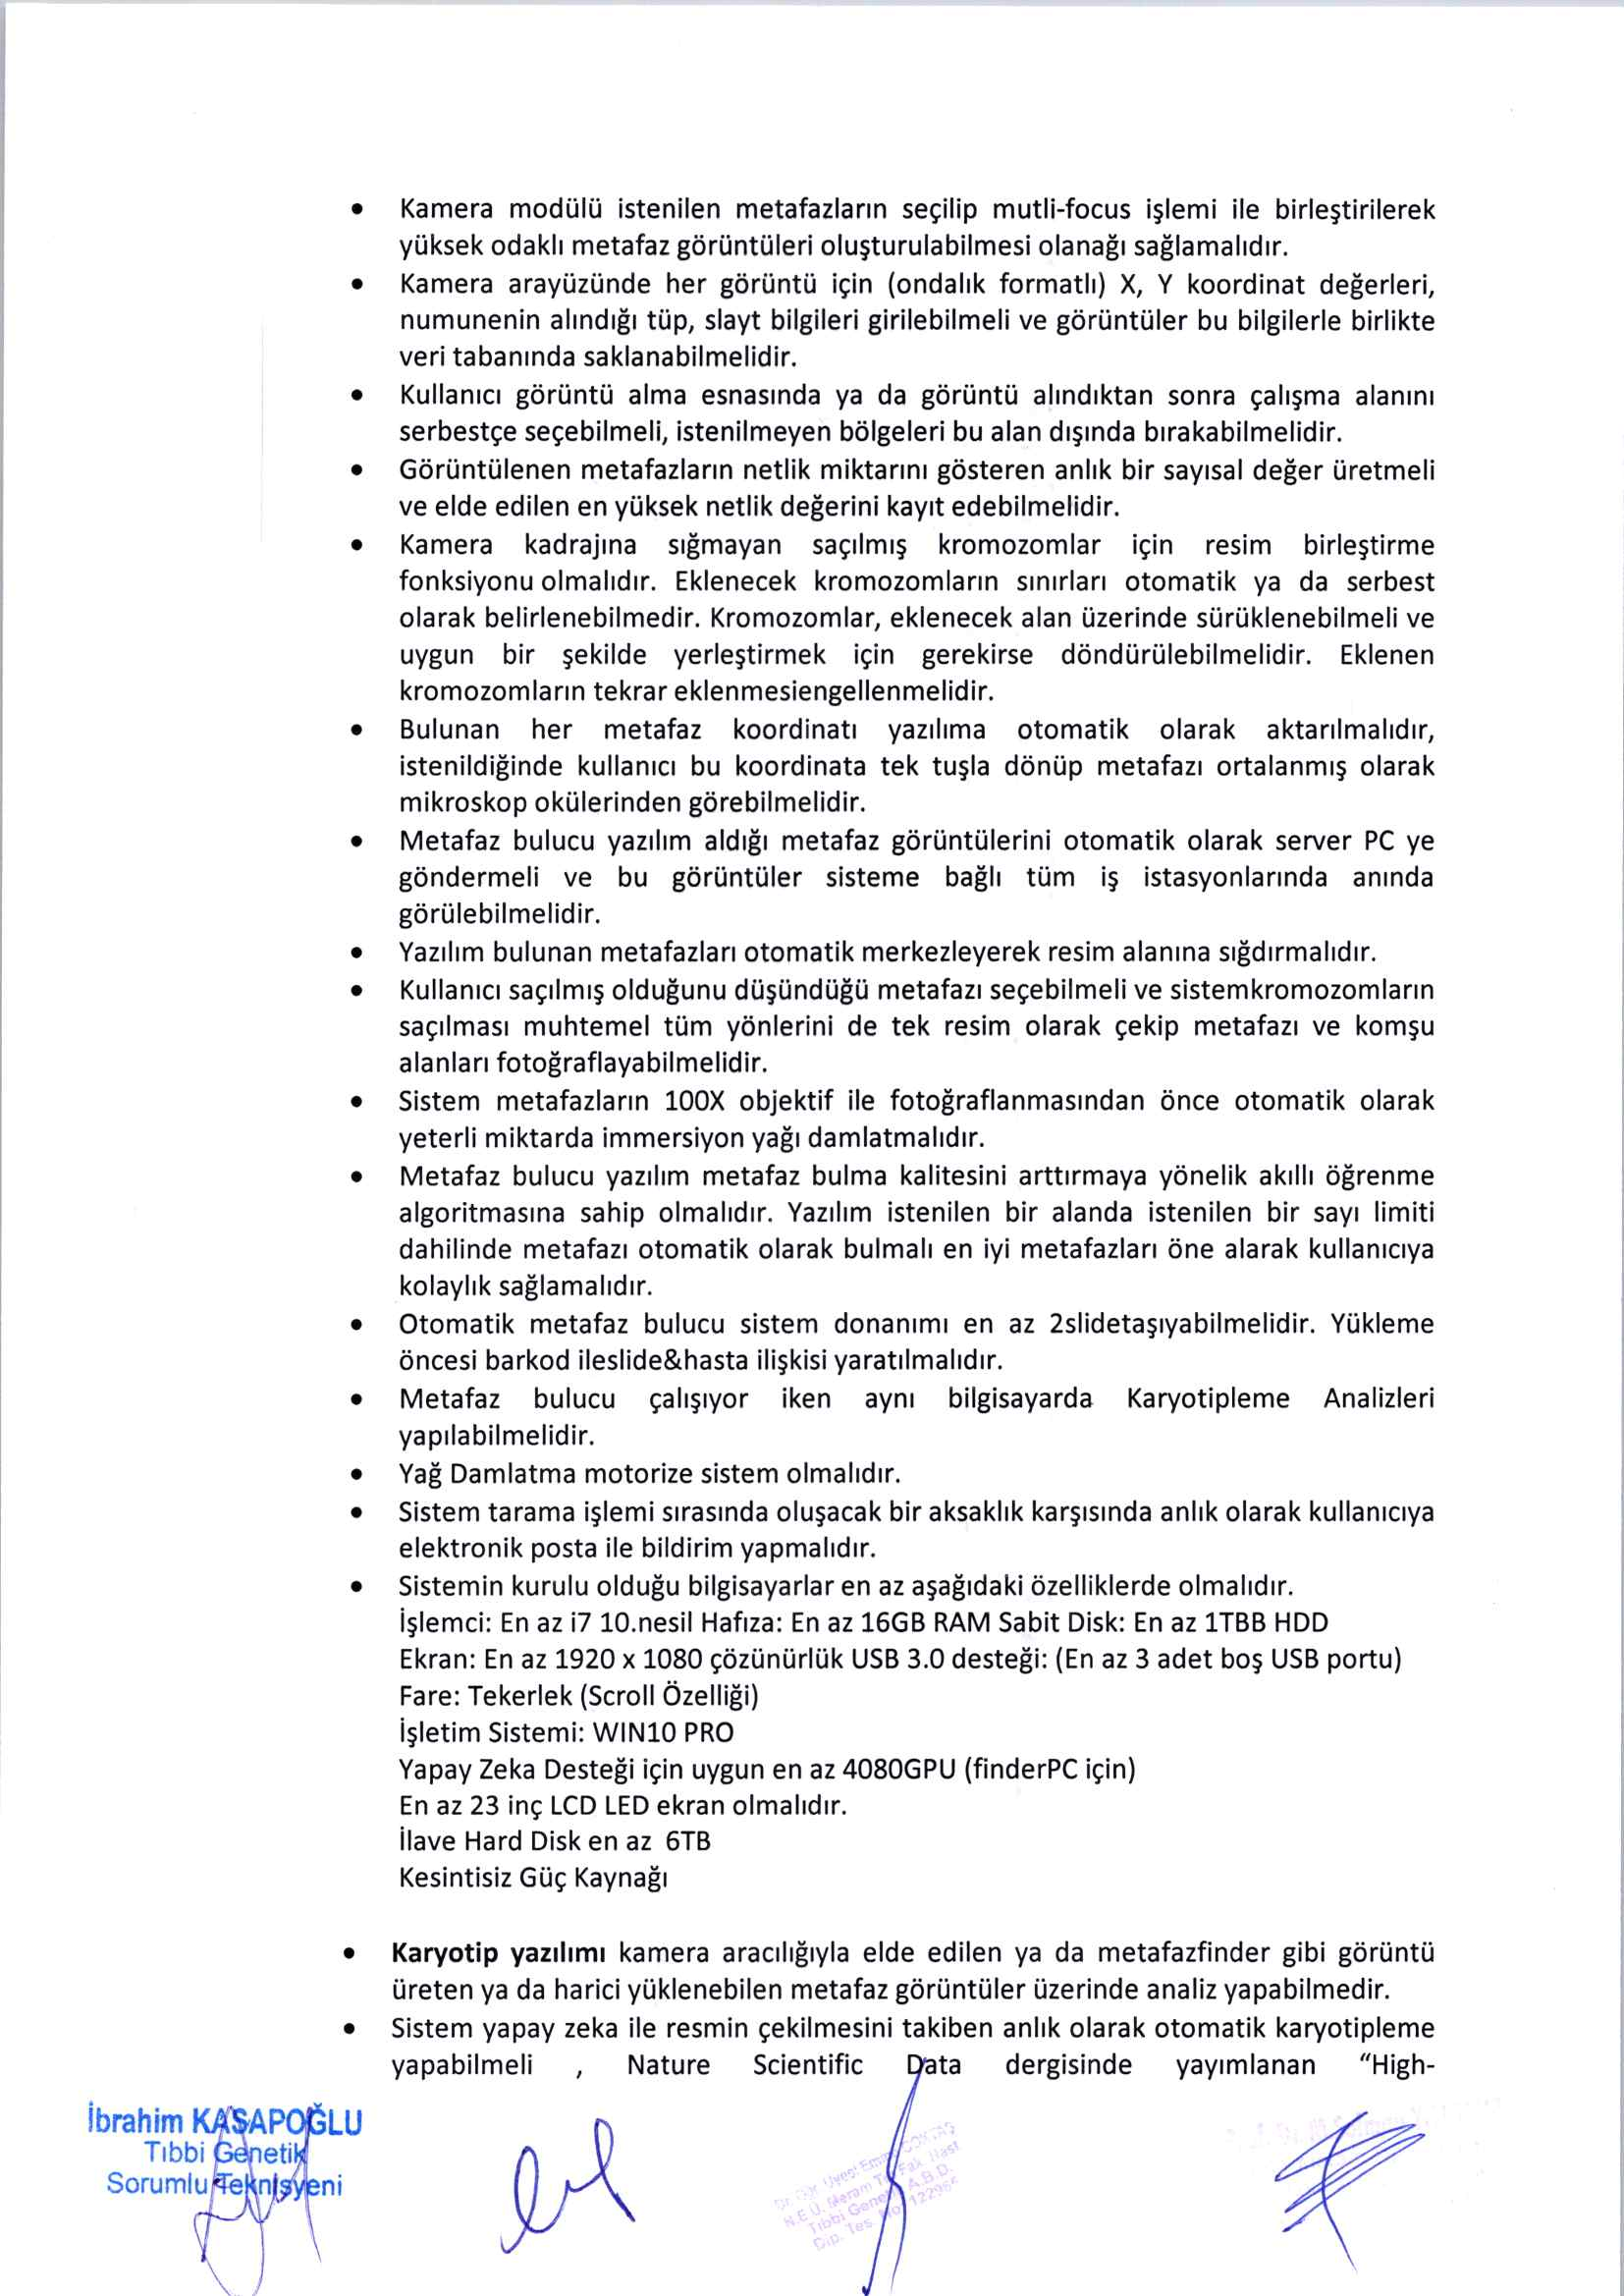 • Kamera modülü istenilen metafazların seçilip mutli-focus işlemi ile birleştirilerek
yüksek odaklı metafaz görüntüleri oluşturulabilmesi olanağı sağlamalıdır.
• Kamera arayüzünde her görüntü için (ondalık formatlı) X, Y koordinat değerleri,
numunenin alındığı tüp, slayt bilgileri girilebilmeli ve görüntüler bu bilgilerle birlikte
veri tabanında saklanabilmelidir.
• Kullanıcı görüntü alma esnasında ya da görüntü alındıktan sonra çalışma alanını
serbestçe seçebilmeli, istenilmeyen bölgeleri bu alan dışında bırakabilmelidir.
• Görüntülenen metafazların netlik miktarını gösteren anlık bir sayısal değer üretmeli
ve elde edilen en yüksek netlik değerini kayıt edebilmelidir.
• Kamera kadrajına sığmayan saçılmış kromozomlar için resim birleştirme
fonksiyonu olmalıdır. Eklenecek kromozomların sınırları otomatik ya da serbest
olarak belirlenebilmedir. Kromozomlar, eklenecek alan üzerinde sürüklenebilmeli ve
uygun bir şekilde yerleştirmek için gerekirse döndürülebilmelidir. Eklenen
kromozomların tekrar eklenmesiengellenmelidir.
• Bulunan her metafaz koordinatı yazılıma otomatik olarak aktarılmalıdır,
istenildiğinde kullanıcı bu koordinata tek tuşla dönüp metafazı ortalanmış olarak
mikroskop okülerinden görebilmelidir.
• Metafaz bulucu yazılım aldığı metafaz görüntülerini otomatik olarak server PC ye
göndermeli ve bu görüntüler sisteme bağlı tüm iş istasyonlarında anında
görülebilmelidir.
• Yazılım bulunan metafazları otomatik merkezleyerek resim alanına sığdırmalıdır.
• Kullanıcı saçılmış olduğunu düşündüğü metafazı seçebilmeli ve sistemkromozomların
saçılması muhtemel tüm yönlerini de tek resim olarak çekip metafazı ve komşu
alanları fotoğraflayabilmelidir.
• Sistem metafazların 100X objektif ile fotoğraflanmasından önce otomatik olarak
yeterli miktarda immersiyon yağı damlatmalıdır.
• Metafaz bulucu yazılım metafaz bulma kalitesini arttırmaya yönelik akıllı öğrenme
algoritmasına sahip olmalıdır. Yazılım istenilen bir alanda istenilen bir sayı limiti
dahilinde metafazı otomatik olarak bulmalı en iyi metafazları öne alarak kullanıcıya
kolaylık sağlamalıdır.
• Otomatik metafaz bulucu sistem donanımı en az 2slidetaşıyabilmelidir. Yükleme
öncesi barkod ileslide&hasta ilişkisi yaratılmalıdır.
• Metafaz bulucu çalışıyor iken aynı bilgisayarda Karyotipleme Analizleri
yapılabilmelidir.
• Yağ Damlatma motorize sistem olmalıdır.
• Sistem tarama işlemi sırasında oluşacak bir aksaklık karşısında anlık olarak kullanıcıya
elektronik posta ile bildirim yapmalıdır.
• Sistemin kurulu olduğu bilgisayarlar en az aşağıdaki özelliklerde olmalıdır.
İşlemci: En az i7 10.nesil Hafıza: En az 16GB RAM Sabit Disk: En az 1TBB HDD
Ekran: En az 1920 x 1080 çözünürlük USB 3.0 desteği: (En az 3 adet boş USB portu)
Fare: Tekerlek (Scroll Özelliği)
İşletim Sistemi: WIN10 PRO
Yapay Zeka Desteği için uygun en az 4080GPU (finderPC için)
En az 23 inç LCD LED ekran olmalıdır.
İlave Hard Disk en az 6TB
Kesintisiz Güç Kaynağı
• Karyotip yazılımı kamera aracılığıyla elde edilen ya da metafazfinder gibi görüntü
üreten ya da harici yüklenebilen metafaz görüntüler üzerinde analiz yapabilmedir.
• Sistem yapay zeka ile resmin çekilmesini takiben anlık olarak otomatik karyotipleme
yapabilmeli , Nature Scientific Data dergisinde yayımlanan “High-
İbrahim KASAPOĞLU
Tıbbi Genetik
Sorumlu Teknisyeni
N.E.Ü. Meram Tıp Fak. Hast.
Tıbbi Genetik A.B.D.
Dip. Tes. No: